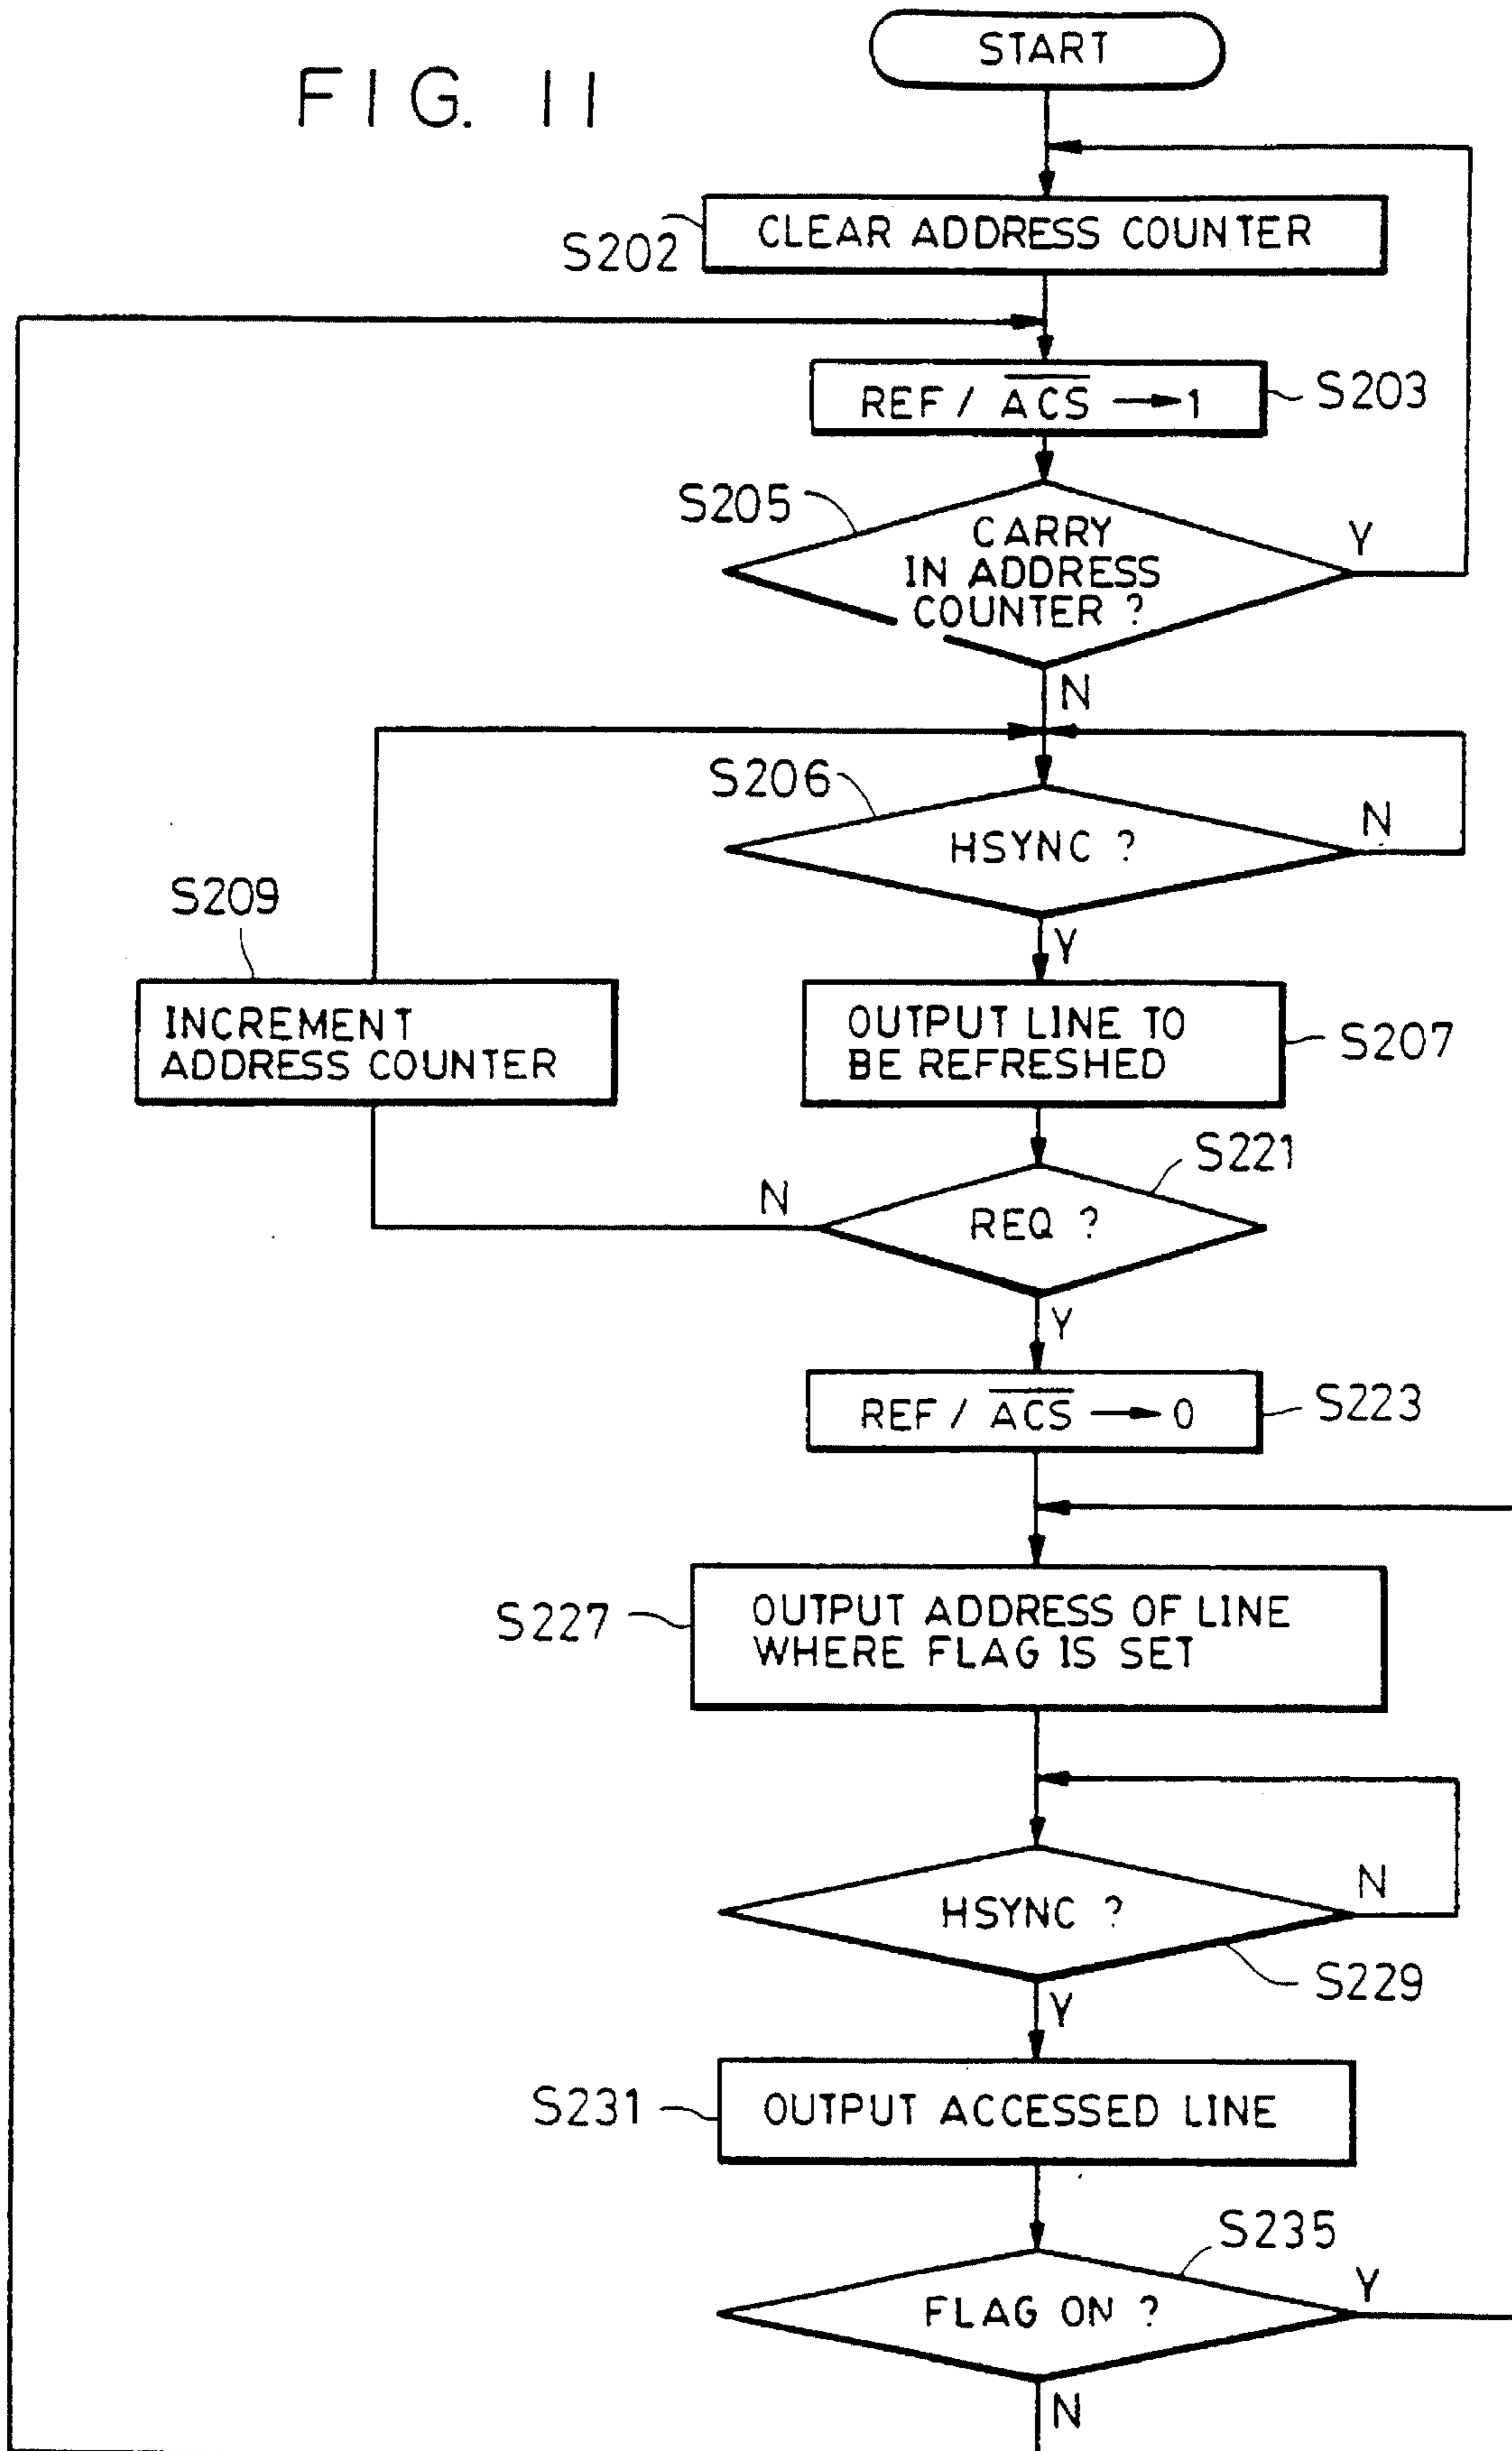 FIG. 11
START
CLEAR ADDRESS COUNTER
S202
REF / ACS → 1
S203
S205
CARRY
IN ADDRESS
COUNTER ?
Y
N
S206
HSYNC ?
N
Y
S209
INCREMENT
ADDRESS COUNTER
OUTPUT LINE TO
BE REFRESHED
S207
S221
REQ ?
N
Y
REF / ACS → 0
S223
S227
OUTPUT ADDRESS OF LINE
WHERE FLAG IS SET
HSYNC ?
N
S229
Y
S231
OUTPUT ACCESSED LINE
S235
FLAG ON ?
Y
N